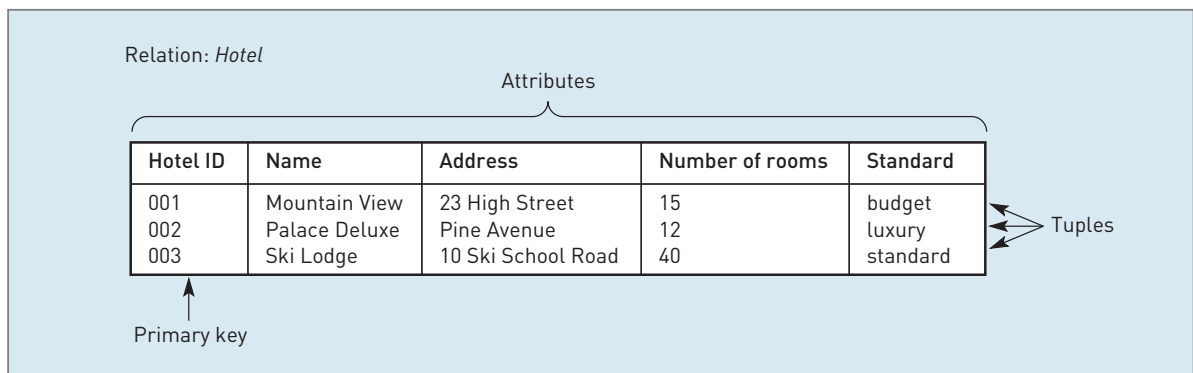 Relation: Hotel
Attributes
Hotel ID Name Address Number of rooms Standard
001 Mountain View 23 High Street 15 budget
002 Palace Deluxe Pine Avenue 12 luxury
003 Ski Lodge 10 Ski School Road 40 standard
Tuples
Primary key